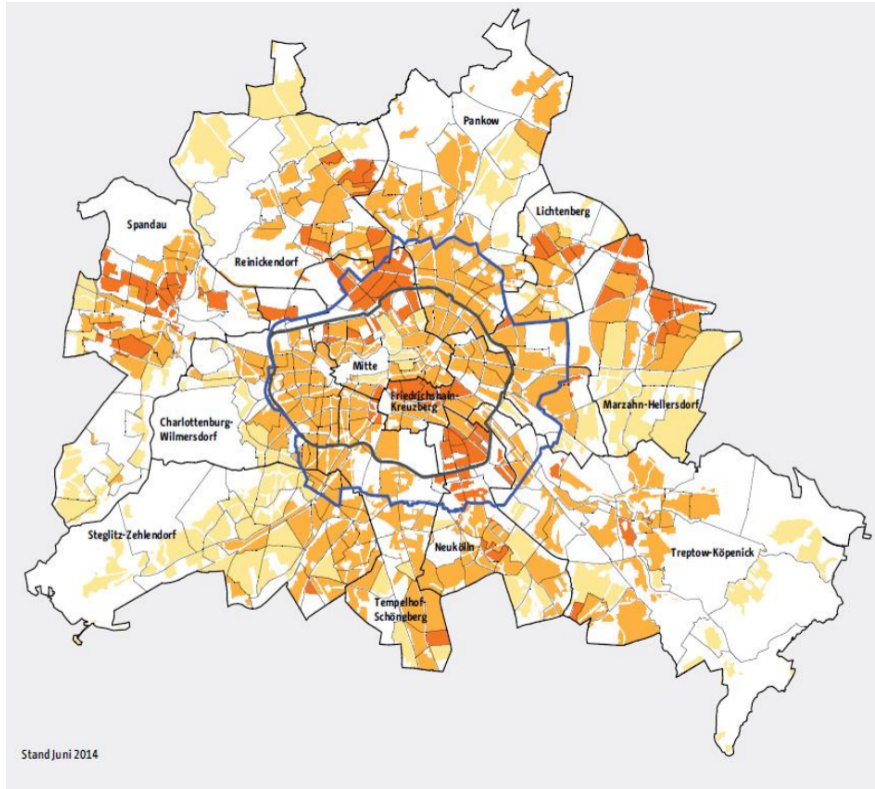 Pankow
Lichtenberg
Spandau
Reinickendorf
Mitte
Friedrichshain-
Kreuzberg
Marzahn-Hellersdorf
Charlottenburg-
Wilmersdorf
Steglitz-Zehlendorf
Neukölln
Treptow-Köpenick
Tempelhof-
Schöneberg
Stand Juni 2014